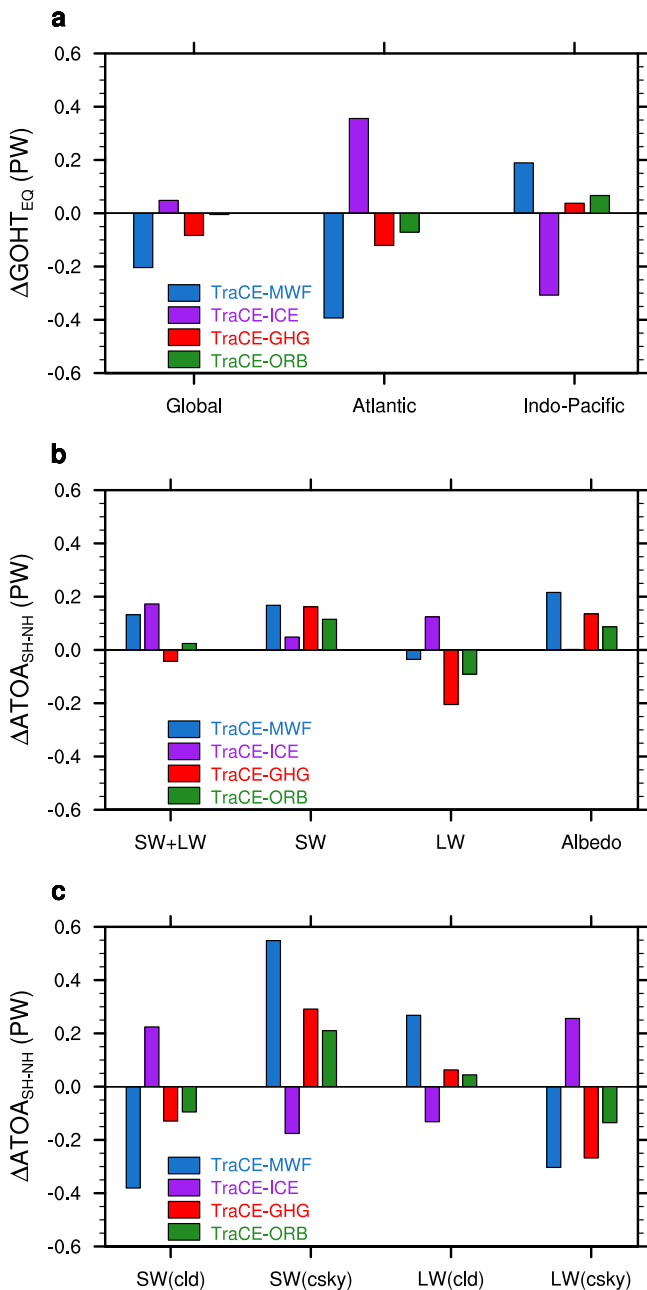 a
ΔGOHT_EQ (PW)
0.6
0.4
0.2
0.0
-0.2
-0.4
-0.6
TraCE-MWF
TraCE-ICE
TraCE-GHG
TraCE-ORB
Global Atlantic Indo-Pacific
b
ΔATOA_SH-NH (PW)
0.6
0.4
0.2
0.0
-0.2
-0.4
-0.6
TraCE-MWF
TraCE-ICE
TraCE-GHG
TraCE-ORB
SW+LW SW LW Albedo
c
ΔATOA_SH-NH (PW)
0.6
0.4
0.2
0.0
-0.2
-0.4
-0.6
TraCE-MWF
TraCE-ICE
TraCE-GHG
TraCE-ORB
SW(cld) SW(csky) LW(cld) LW(csky)